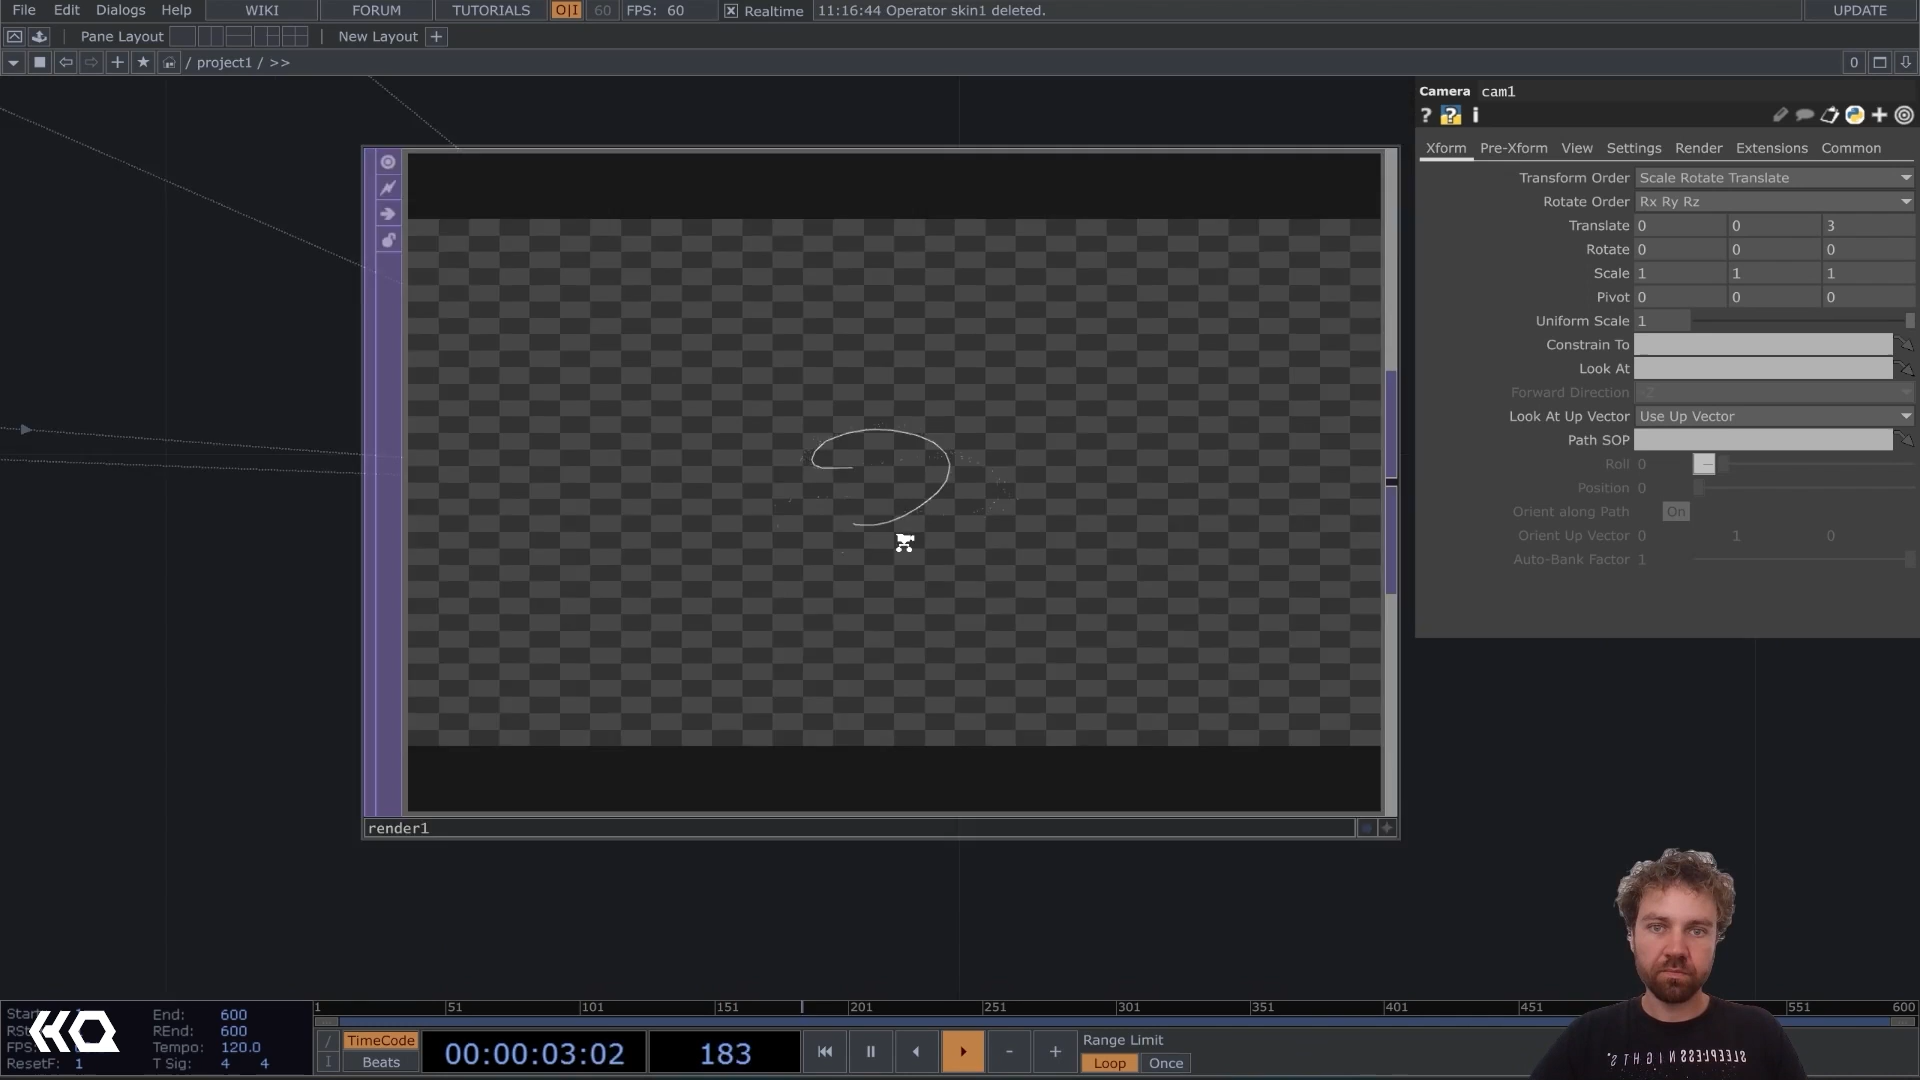 File Edit Dialogs Help WIKI FORUM TUTORIALS O|I 60 FPS: 60 Realtime 11:16:44 Operator skin1 deleted. UPDATE
Pane Layout New Layout +
/ project1 / >> 0
Camera cam1
? ? i
Xform Pre-Xform View Settings Render Extensions Common
Transform Order Scale Rotate Translate
Rotate Order Rx Ry Rz
Translate 0 0 3
Rotate 0 0 0
Scale 1 1 1
Pivot 0 0 0
Uniform Scale 1
Constrain To
Look At
Forward Direction -Z
Look At Up Vector Use Up Vector
Path SOP
Roll 0
Position 0
Orient along Path On
Orient Up Vector 0 1 0
Auto-Bank Factor 1
render1
1 51 101 151 201 251 301 351 401 451 551 600
End: 600
REnd: 600
FPS: Tempo: 120.0
ResetF: 1 T Sig: 4 4
HQ
/ TimeCode
I Beats
00:00:03:02 183
- +
Range Limit
Loop Once
SLEEPLESSNIGHTS.